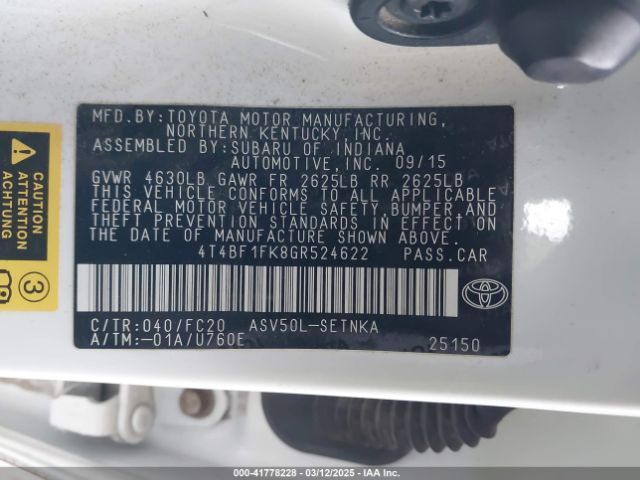 MFD.BY:TOYOTA MOTOR MANUFACTURING,
NORTHERN KENTUCKY,INC.
ASSEMBLED BY:SUBARU OF INDIANA
AUTOMOTIVE,INC. 09/15
GVWR 4630LB GAWR FR 2625LB RR 2625LB
THIS VEHICLE CONFORMS TO ALL APPLICABLE
FEDERAL MOTOR VEHICLE SAFETY,BUMPER AND
THEFT PREVENTION STANDARDS IN EFFECT ON
THE DATE OF MANUFACTURE SHOWN ABOVE.
4T4BF1FK8GR524622 PASS.CAR
C/TR:040/FC20 ASV50L-SETNKA
A/TM:-01A/U760E 25150
TOYOTA
3
000-41778228 - 03/12/2025 - IAA Inc.